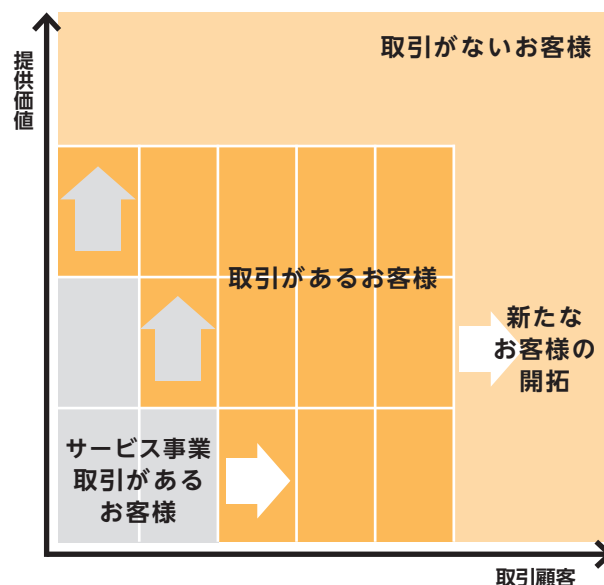 提供価値
取引がないお客様
取引があるお客様
新たな
お客様の
開拓
サービス事業
取引がある
お客様
取引顧客